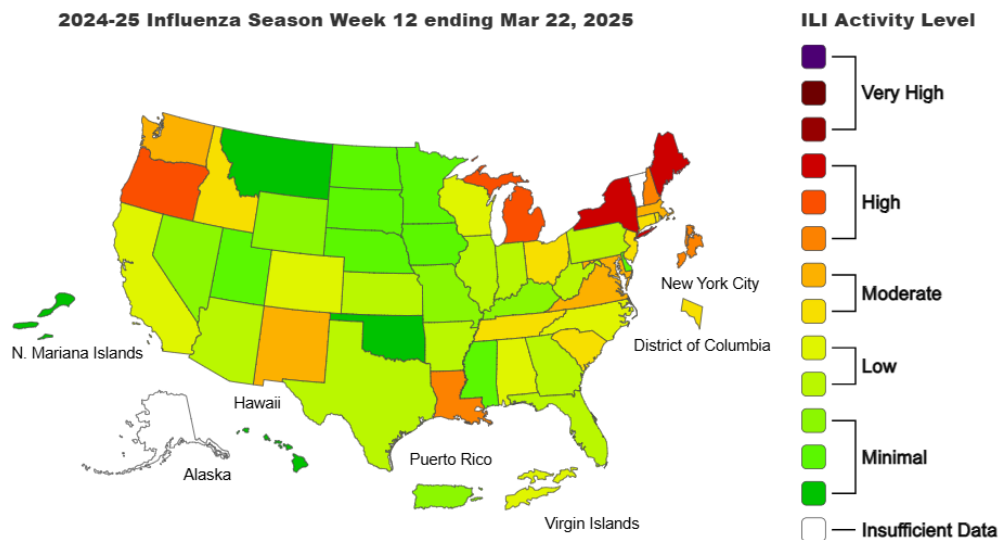 2024-25 Influenza Season Week 12 ending Mar 22, 2025
ILI Activity Level
Very High
High
Moderate
Low
Minimal
Insufficient Data
New York City
District of Columbia
N. Mariana Islands
Hawaii
Alaska
Puerto Rico
Virgin Islands